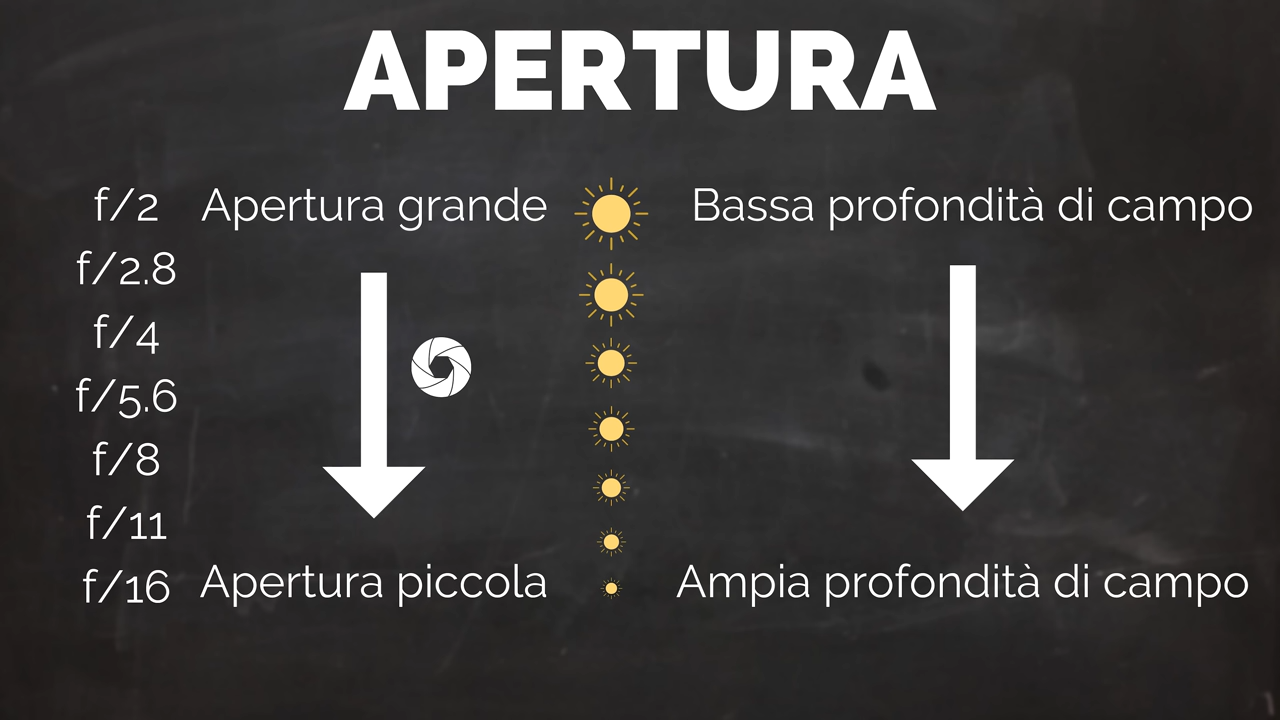 APERTURA
f/2 Apertura grande Bassa profondità di campo
f/2.8
f/4
f/5.6
f/8
f/11
f/16 Apertura piccola Ampia profondità di campo